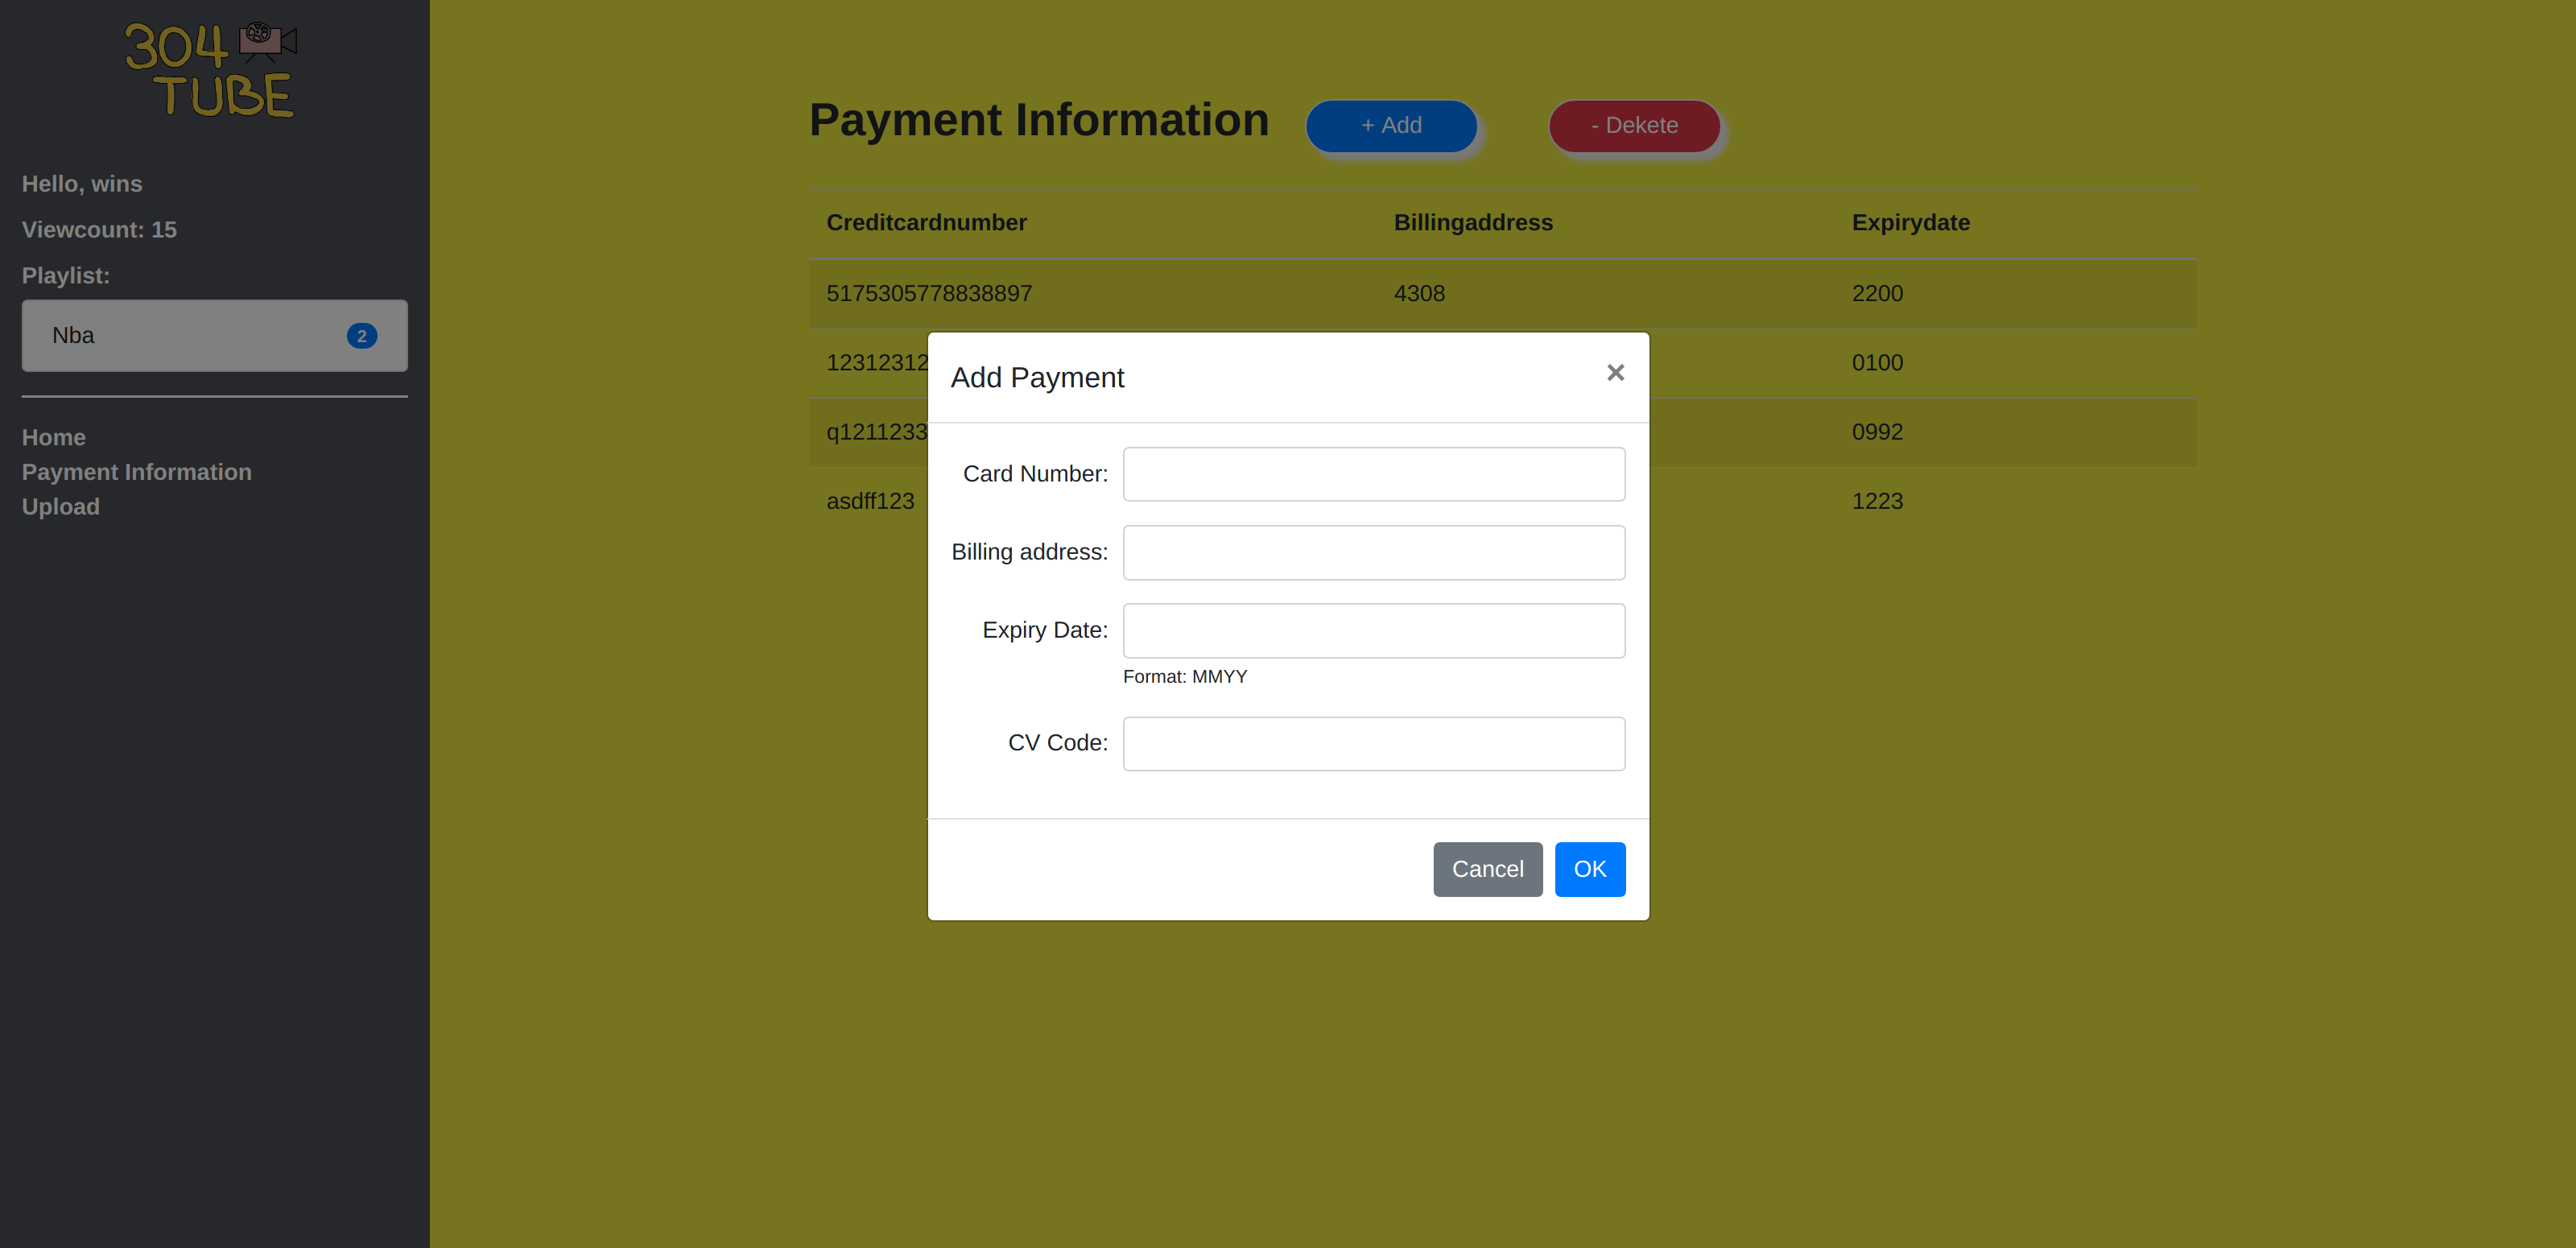 304
TUBE
Hello, wins
Viewcount: 15
Playlist:
Nba 2
Home
Payment Information
Upload
Payment Information + Add - Dekete
Creditcardnumber Billingaddress Expirydate
5175305778838897 4308 2200
12312312 0100
q1211233 0992
asdff123 1223
Add Payment ×
Card Number:
Billing address:
Expiry Date:
Format: MMYY
CV Code:
Cancel OK